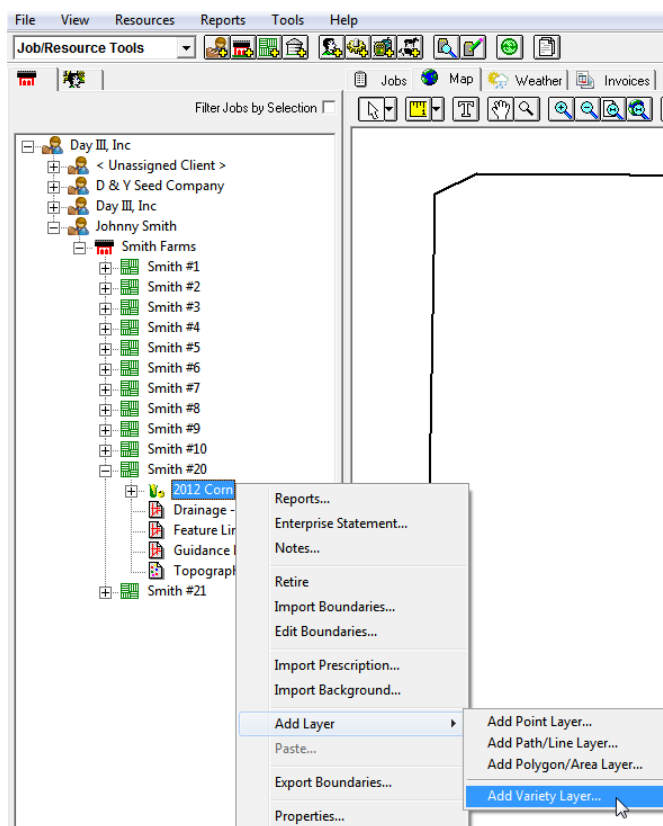 File View Resources Reports Tools Help
Job/Resource Tools
Jobs Map Weather Invoices
Filter Jobs by Selection
T
Day III, Inc
< Unassigned Client >
D & Y Seed Company
Day III, Inc
Johnny Smith
Smith Farms
Smith #1
Smith #2
Smith #3
Smith #4
Smith #5
Smith #6
Smith #7
Smith #8
Smith #9
Smith #10
Smith #20
2012 Corn
Drainage -
Feature Lin
Guidance
Topograph
Smith #21
Reports...
Enterprise Statement...
Notes...
Retire
Import Boundaries...
Edit Boundaries...
Import Prescription...
Import Background...
Add Layer
Paste...
Export Boundaries...
Properties...
Add Point Layer...
Add Path/Line Layer...
Add Polygon/Area Layer...
Add Variety Layer...